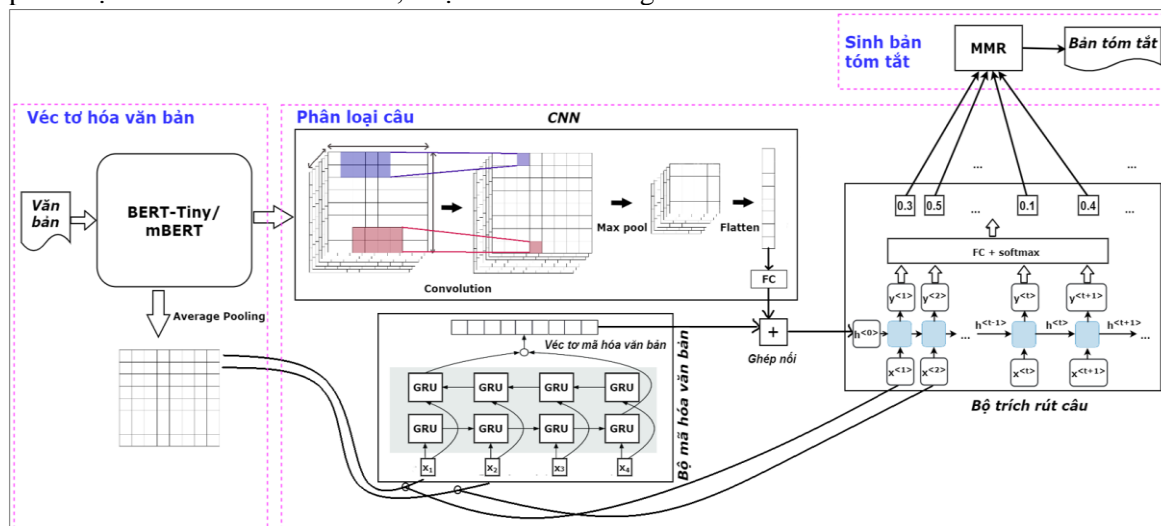 Sinh bản
tóm tắt
MMR
Bản tóm tắt
Véc tơ hóa văn bản
Phân loại câu
CNN
Văn
bản
BERT-Tiny/
mBERT
Average Pooling
Convolution
Max pool
Flatten
FC
+
Ghép nối
Véc tơ mã hóa văn bản
GRU GRU GRU GRU
GRU GRU GRU GRU
x₁ x₂ x₃ x₄
Bộ mã hóa văn bản
... ...
0.3 0.5 ... 0.1 0.4 ...
FC + softmax
y<1> y<2> y<t> y<t+1>
h<0> ... h<t-1> h<t> h<t+1> ...
x<1> x<2> x<t> x<t+1>
Bộ trích rút câu